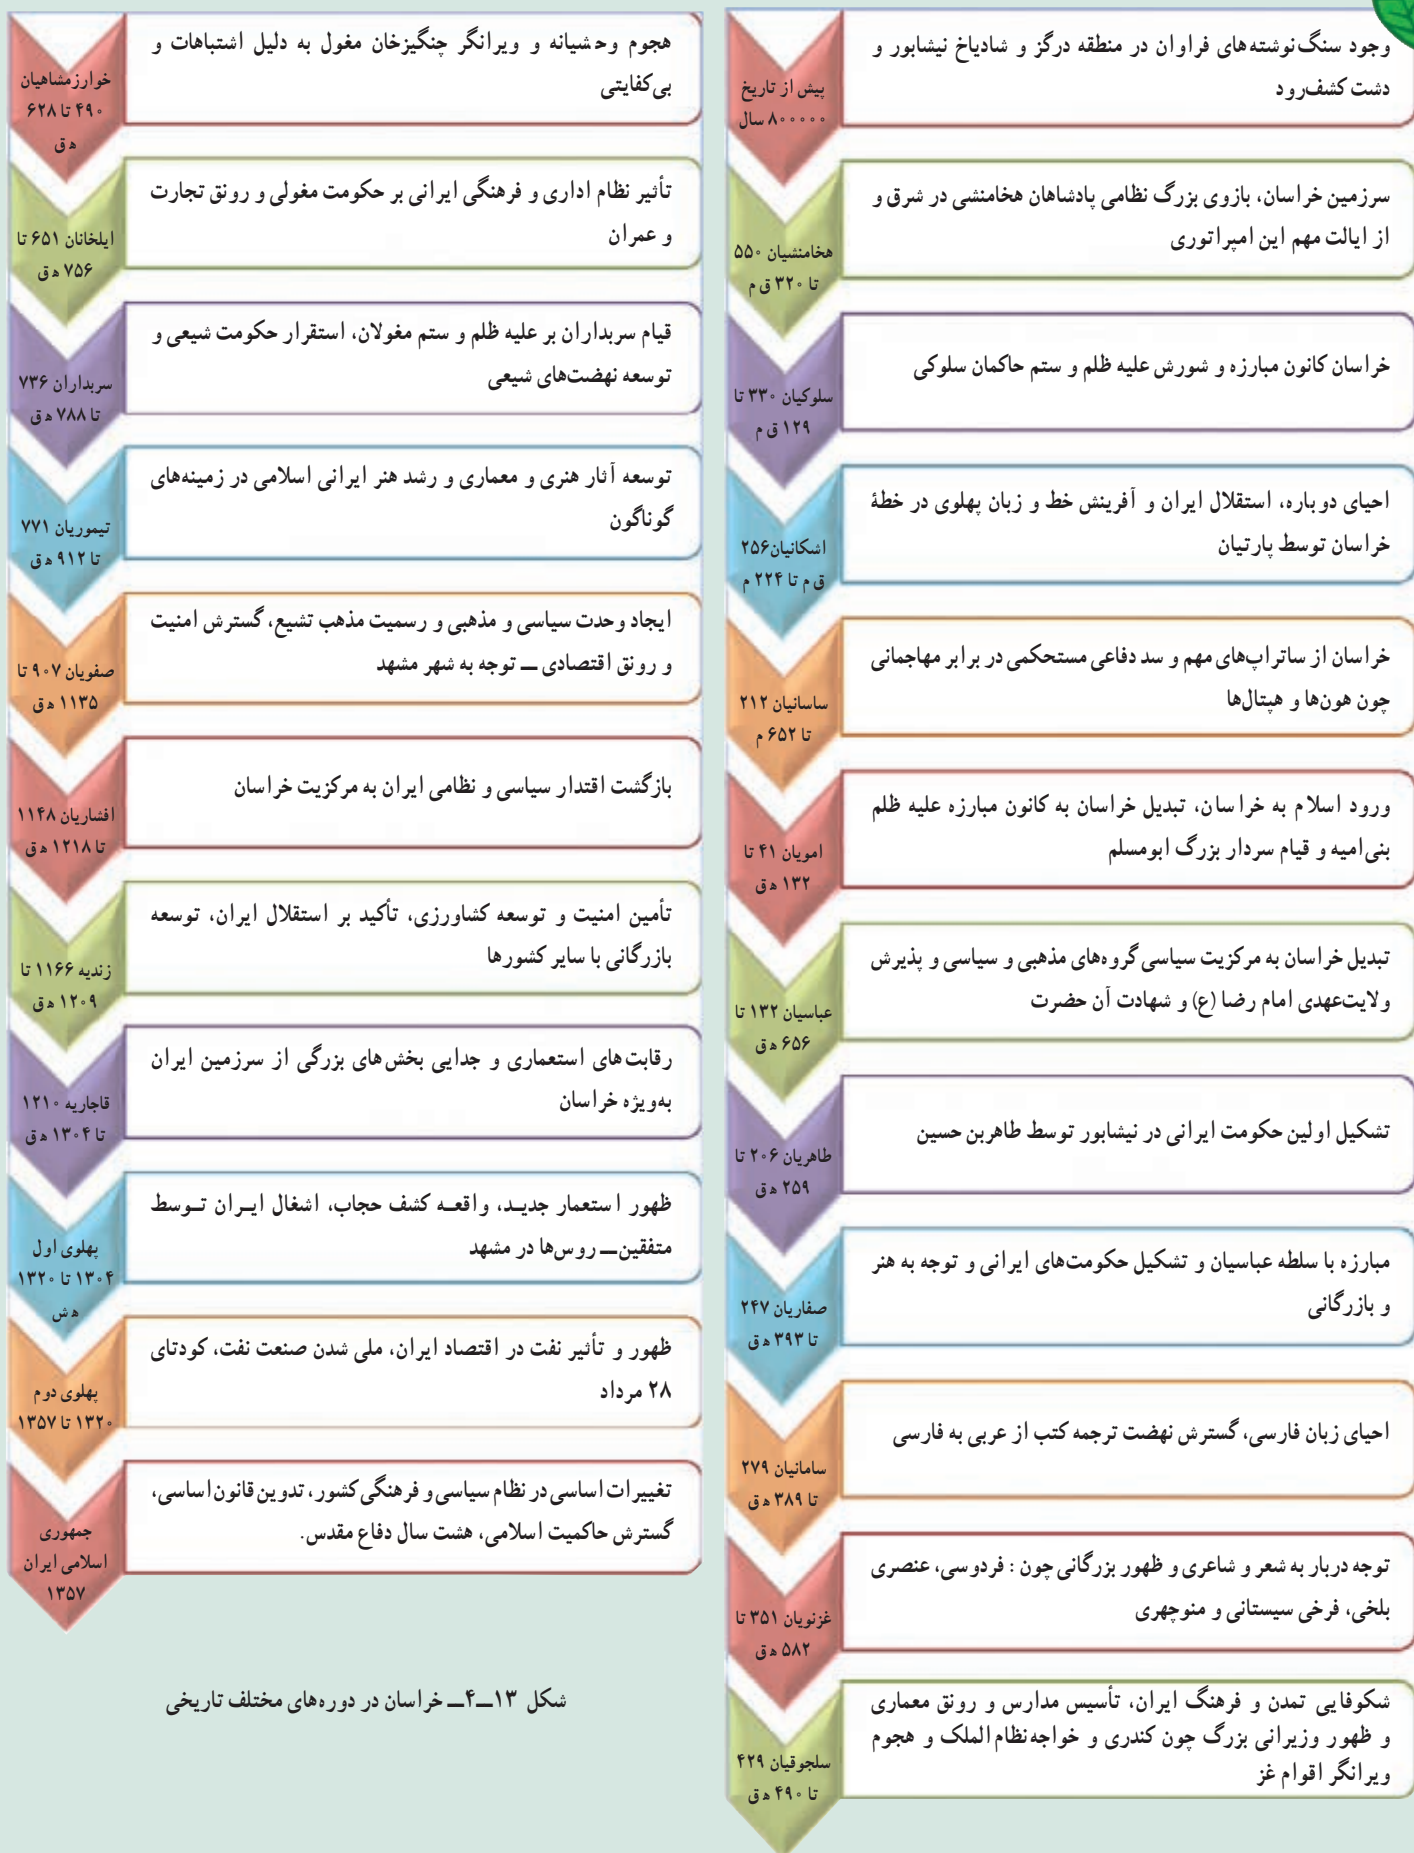 وجود سنگ‌نوشته‌های فراوان در منطقه درگز و شادیاخ نیشابور و
دشت کشف‌رود
پیش از تاریخ
۸۰۰۰۰۰ سال
سرزمین خراسان، بازوی بزرگ نظامی پادشاهان هخامنشی در شرق و
از ایالت مهم این امپراتوری
هخامنشیان ۵۵۰
تا ۳۲۰ ق م
خراسان کانون مبارزه و شورش علیه ظلم و ستم حاکمان سلوکی
سلوکیان ۳۳۰ تا
۱۲۹ ق م
احیای دوباره، استقلال ایران و آفرینش خط و زبان پهلوی در خطۀ
خراسان توسط پارتیان
اشکانیان۲۵۶
ق م تا ۲۲۴ م
خراسان از ساتراپ‌های مهم و سد دفاعی مستحکمی در برابر مهاجمانی
چون هون‌ها و هپتال‌ها
ساسانیان ۲۱۲
تا ۶۵۲ م
ورود اسلام به خراسان، تبدیل خراسان به کانون مبارزه علیه ظلم
بنی‌امیه و قیام سردار بزرگ ابومسلم
امویان ۴۱ تا
۱۳۲ ه ق
تبدیل خراسان به مرکزیت سیاسی گروه‌های مذهبی و سیاسی و پذیرش
ولایت‌عهدی امام رضا (ع) و شهادت آن حضرت
عباسیان ۱۳۲ تا
۶۵۶ ه ق
تشکیل اولین حکومت ایرانی در نیشابور توسط طاهربن حسین
طاهریان ۲۰۶ تا
۲۵۹ ه ق
مبارزه با سلطه عباسیان و تشکیل حکومت‌های ایرانی و توجه به هنر
و بازرگانی
صفاریان ۲۴۷
تا ۳۹۳ ه ق
احیای زبان فارسی، گسترش نهضت ترجمه کتب از عربی به فارسی
سامانیان ۲۷۹
تا ۳۸۹ ه ق
توجه دربار به شعر و شاعری و ظهور بزرگانی چون : فردوسی، عنصری
بلخی، فرخی سیستانی و منوچهری
غزنویان ۳۵۱ تا
۵۸۲ ه ق
شکوفایی تمدن و فرهنگ ایران، تأسیس مدارس و رونق معماری
و ظهور وزیرانی بزرگ چون کندری و خواجه‌نظام الملک و هجوم
ویرانگر اقوام غز
سلجوقیان ۴۲۹
تا ۴۹۰ ه ق
هجوم وحشیانه و ویرانگر چنگیزخان مغول به دلیل اشتباهات و
بی‌کفایتی
خوارزمشاهیان
۴۹۰ تا ۶۲۸
ه ق
تأثیر نظام اداری و فرهنگی ایرانی بر حکومت مغولی و رونق تجارت
و عمران
ایلخانان ۶۵۱ تا
۷۵۶ ه ق
قیام سربداران بر علیه ظلم و ستم مغولان، استقرار حکومت شیعی و
توسعه نهضت‌های شیعی
سربداران ۷۳۶
تا ۷۸۸ ه ق
توسعه آثار هنری و معماری و رشد هنر ایرانی اسلامی در زمینه‌های
گوناگون
تیموریان ۷۷۱
تا ۹۱۲ ه ق
ایجاد وحدت سیاسی و مذهبی و رسمیت مذهب تشیع، گسترش امنیت
و رونق اقتصادی ــ توجه به شهر مشهد
صفویان ۹۰۷ تا
۱۱۳۵ ه ق
بازگشت اقتدار سیاسی و نظامی ایران به مرکزیت خراسان
افشاریان ۱۱۴۸
تا ۱۲۱۸ ه ق
تأمین امنیت و توسعه کشاورزی، تأکید بر استقلال ایران، توسعه
بازرگانی با سایر کشورها
زندیه ۱۱۶۶ تا
۱۲۰۹ ه ق
رقابت‌های استعماری و جدایی بخش‌های بزرگی از سرزمین ایران
به‌ویژه خراسان
قاجاریه ۱۲۱۰
تا ۱۳۰۴ ه ق
ظهور استعمار جدیـد، واقعـه کشف حجاب، اشغال ایـران تـوسط
متفقین ــ روس‌ها در مشهد
پهلوی اول
۱۳۰۴ تا ۱۳۲۰
ه ش
ظهور و تأثیر نفت در اقتصاد ایران، ملی شدن صنعت نفت، کودتای
۲۸ مرداد
پهلوی دوم
۱۳۲۰ تا ۱۳۵۷
تغییرات اساسی در نظام سیاسی و فرهنگی کشور، تدوین قانون‌اساسی،
گسترش حاکمیت اسلامی، هشت سال دفاع مقدس.
جمهوری
اسلامی ایران
۱۳۵۷
شکل ۱۳ــ۴ــ خراسان در دوره‌های مختلف تاریخی